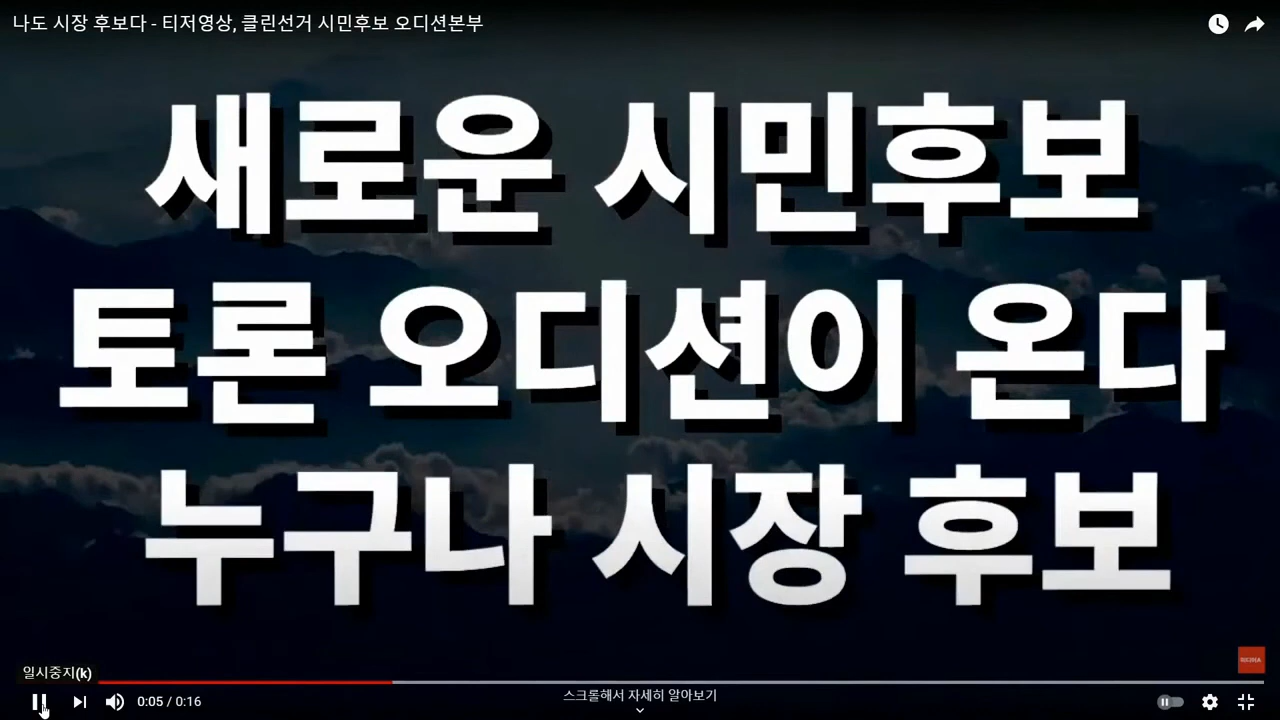 나도 시장 후보다 - 티저영상, 클린선거 시민후보 오디션본부
새로운 시민후보
토론 오디션이 온다
누구나 시장 후보
일시중지(k)
0:05 / 0:16
스크롤해서 자세히 알아보기